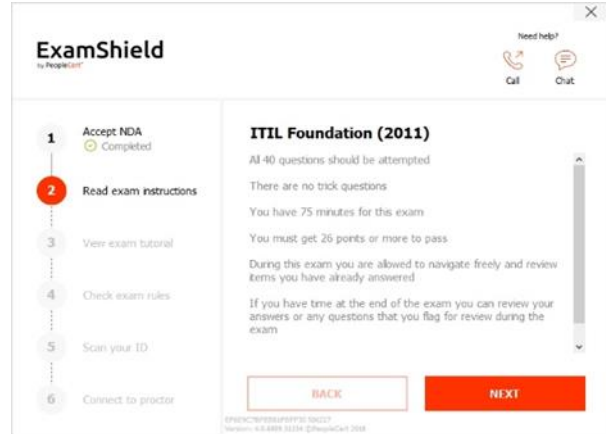 Need help?
ExamShield
by PeopleCert
Call
Chat
1
Accept NDA
Completed
2
Read exam instructions
3
View exam tutorial
4
Check exam rules
5
Scan your ID
6
Connect to proctor
ITIL Foundation (2011)
All 40 questions should be attempted
There are no trick questions
You have 75 minutes for this exam
You must get 26 points or more to pass
During this exam you are allowed to navigate freely and review
items you have already answered
If you have time at the end of the exam you can review your
answers or any questions that you flag for review during the
exam
BACK
NEXT
©PeopleCert 2018